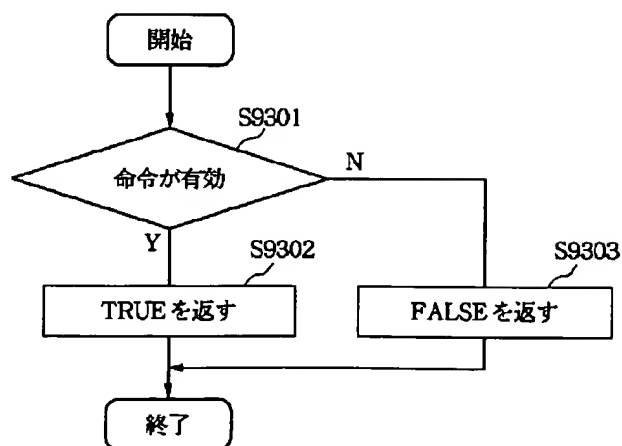 開始
S9301
命令が有効
N
Y
S9302
S9303
TRUEを返す
FALSEを返す
終了